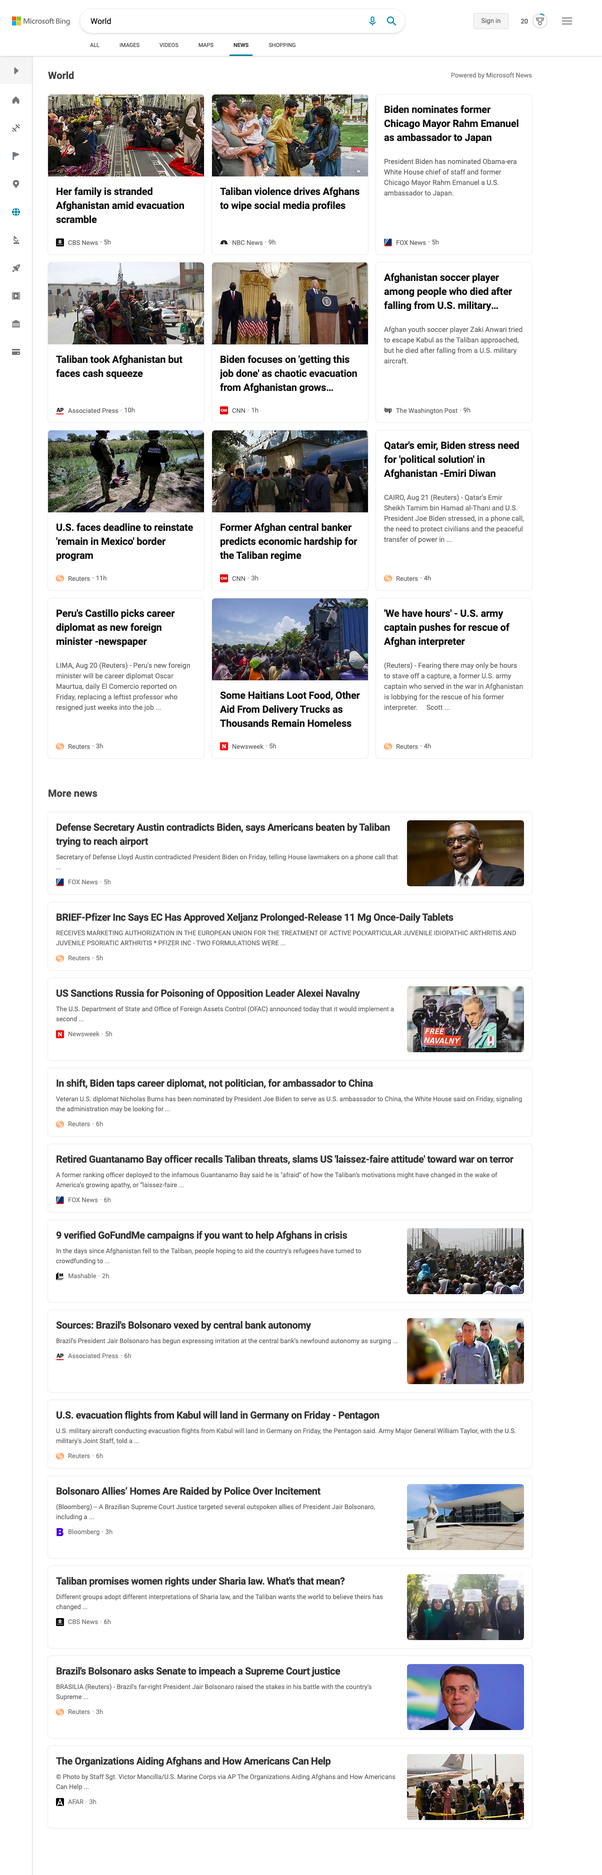 Microsoft Bing
World
Sign in
20
ALL
IMAGES
VIDEOS
MAPS
NEWS
SHOPPING
World
Powered by Microsoft News
Her family is stranded
Afghanistan amid evacuation
scramble
CBS News · 5h
Taliban violence drives Afghans
to wipe social media profiles
NBC News · 9h
Biden nominates former
Chicago Mayor Rahm Emanuel
as ambassador to Japan
President Biden has nominated Obama-era
White House chief of staff and former
Chicago Mayor Rahm Emanuel a U.S.
ambassador to Japan.
FOX News · 5h
Taliban took Afghanistan but
faces cash squeeze
AP Associated Press · 10h
Biden focuses on 'getting this
job done' as chaotic evacuation
from Afghanistan grows...
CNN · 1h
Afghanistan soccer player
among people who died after
falling from U.S. military...
Afghan youth soccer player Zaki Anwari tried
to escape Kabul as the Taliban approached,
but he died after falling from a U.S. military
aircraft.
wp The Washington Post · 9h
U.S. faces deadline to reinstate
'remain in Mexico' border
program
Reuters · 11h
Former Afghan central banker
predicts economic hardship for
the Taliban regime
CNN · 3h
Qatar's emir, Biden stress need
for 'political solution' in
Afghanistan -Emiri Diwan
CAIRO, Aug 21 (Reuters) - Qatar's Emir
Sheikh Tamim bin Hamad al-Thani and U.S.
President Joe Biden stressed, in a phone call,
the need to protect civilians and the peaceful
transfer of power in ...
Reuters · 4h
Peru's Castillo picks career
diplomat as new foreign
minister -newspaper
LIMA, Aug 20 (Reuters) - Peru's new foreign
minister will be career diplomat Oscar
Maurtua, daily El Comercio reported on
Friday, replacing a leftist professor who
resigned just weeks into the job ...
Reuters · 3h
Some Haitians Loot Food, Other
Aid From Delivery Trucks as
Thousands Remain Homeless
N Newsweek · 5h
'We have hours' - U.S. army
captain pushes for rescue of
Afghan interpreter
(Reuters) - Fearing there may only be hours
to stave off a capture, a former U.S. army
captain who served in the war in Afghanistan
is lobbying for the rescue of his former
interpreter. Scott ...
Reuters · 4h
More news
Defense Secretary Austin contradicts Biden, says Americans beaten by Taliban
trying to reach airport
Secretary of Defense Lloyd Austin contradicted President Biden on Friday, telling House lawmakers on a phone call that
...
FOX News · 5h
BRIEF-Pfizer Inc Says EC Has Approved Xeljanz Prolonged-Release 11 Mg Once-Daily Tablets
RECEIVES MARKETING AUTHORIZATION IN THE EUROPEAN UNION FOR THE TREATMENT OF ACTIVE POLYARTICULAR JUVENILE IDIOPATHIC ARTHRITIS AND
JUVENILE PSORIATIC ARTHRITIS * PFIZER INC - TWO FORMULATIONS WERE ...
Reuters · 5h
US Sanctions Russia for Poisoning of Opposition Leader Alexei Navalny
The U.S. Department of State and Office of Foreign Assets Control (OFAC) announced today that it would implement a
second ...
N Newsweek · 5h
FREE
NAVALNY
In shift, Biden taps career diplomat, not politician, for ambassador to China
Veteran U.S. diplomat Nicholas Burns has been nominated by President Joe Biden to serve as U.S. ambassador to China, the White House said on Friday, signaling
the administration may be looking for ...
Reuters · 6h
Retired Guantanamo Bay officer recalls Taliban threats, slams US 'laissez-faire attitude' toward war on terror
A former ranking officer deployed to the infamous Guantanamo Bay said he is "afraid" of how the Taliban's motivations might have changed in the wake of
America's growing apathy, or "laissez-faire ...
FOX News · 6h
9 verified GoFundMe campaigns if you want to help Afghans in crisis
In the days since Afghanistan fell to the Taliban, people hoping to aid the country's refugees have turned to
crowdfunding to ...
Mashable · 2h
Sources: Brazil's Bolsonaro vexed by central bank autonomy
Brazil's President Jair Bolsonaro has begun expressing irritation at the central bank's newfound autonomy as surging ...
AP Associated Press · 6h
U.S. evacuation flights from Kabul will land in Germany on Friday - Pentagon
U.S. military aircraft conducting evacuation flights from Kabul will land in Germany on Friday, the Pentagon said. Army Major General William Taylor, with the U.S.
military's Joint Staff, told a ...
Reuters · 6h
Bolsonaro Allies' Homes Are Raided by Police Over Incitement
(Bloomberg) -- A Brazilian Supreme Court Justice targeted several outspoken allies of President Jair Bolsonaro,
including a ...
B Bloomberg · 3h
Taliban promises women rights under Sharia law. What's that mean?
Different groups adopt different interpretations of Sharia law, and the Taliban wants the world to believe theirs has
changed ...
CBS News · 6h
Brazil's Bolsonaro asks Senate to impeach a Supreme Court justice
BRASILIA (Reuters) - Brazil's far-right President Jair Bolsonaro raised the stakes in his battle with the country's
Supreme ...
Reuters · 3h
The Organizations Aiding Afghans and How Americans Can Help
© Photo by Staff Sgt. Victor Mancilla/U.S. Marine Corps via AP The Organizations Aiding Afghans and How Americans
Can Help ...
A AFAR · 3h